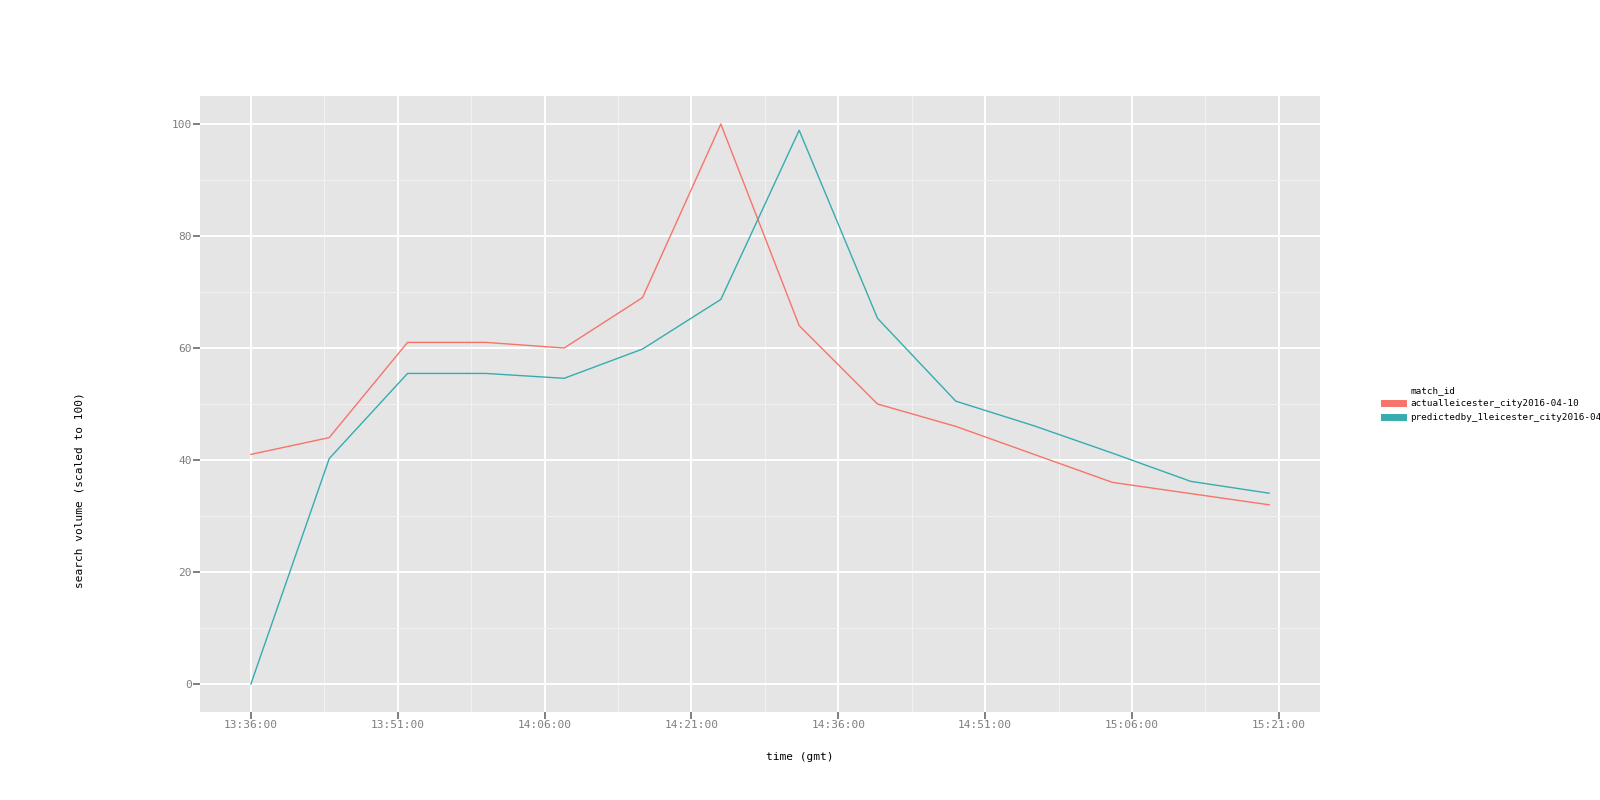 search volume (scaled to 100)
100
80
60
40
20
0
13:36:00 13:51:00 14:06:00 14:21:00 14:36:00 14:51:00 15:06:00 15:21:00
time (gmt)
match_id
actualleicester_city2016-04-10
predictedby_1leicester_city2016-04